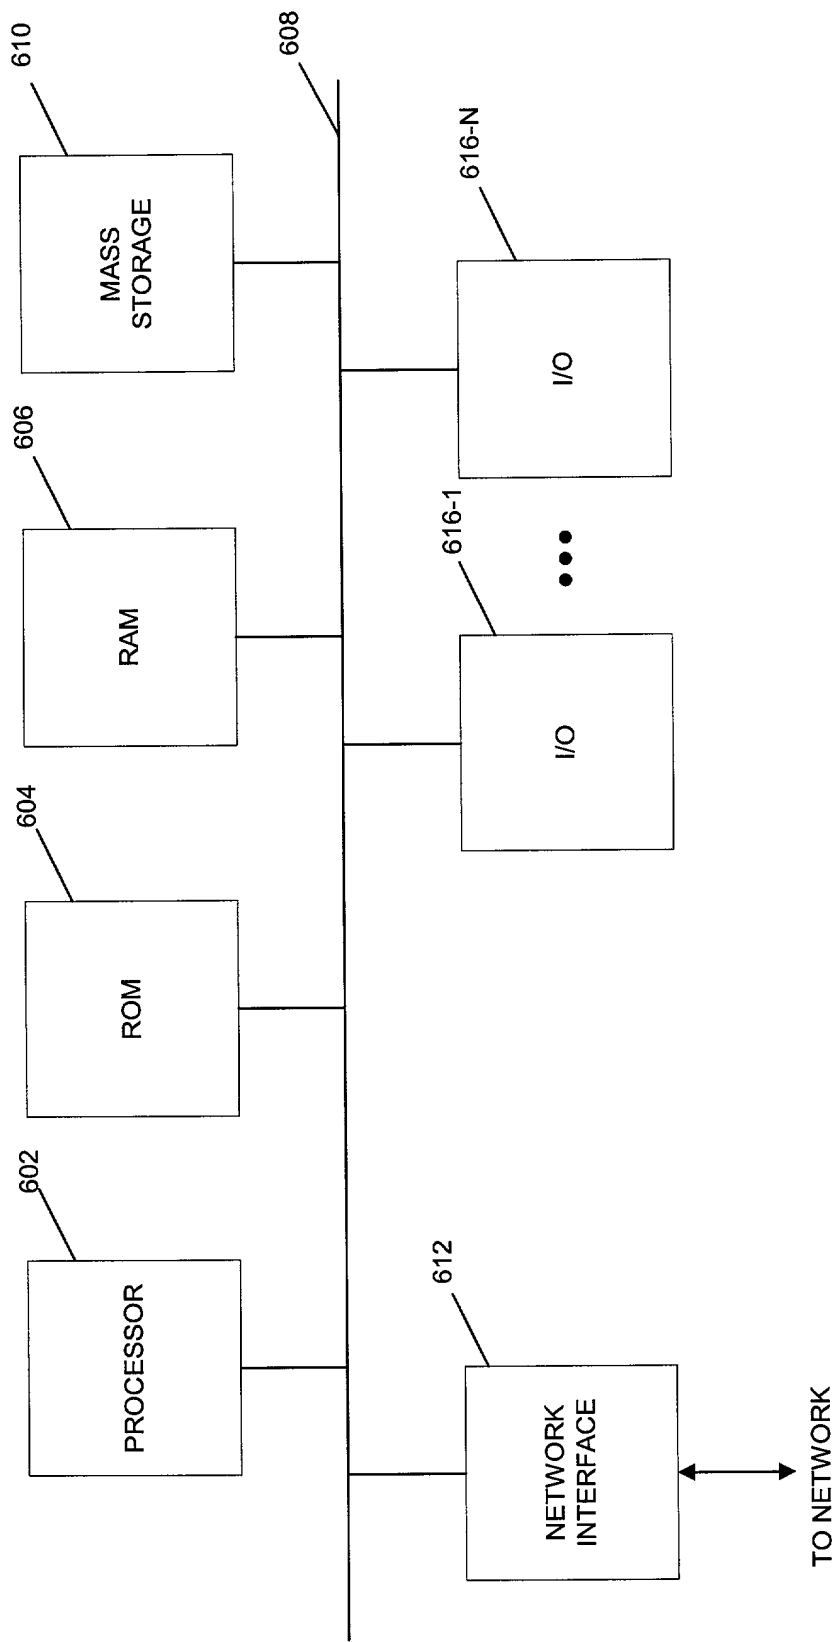 602
PROCESSOR
604
ROM
606
RAM
610
MASS
STORAGE
608
612
NETWORK
INTERFACE
TO NETWORK
616-1
I/O
616-N
I/O